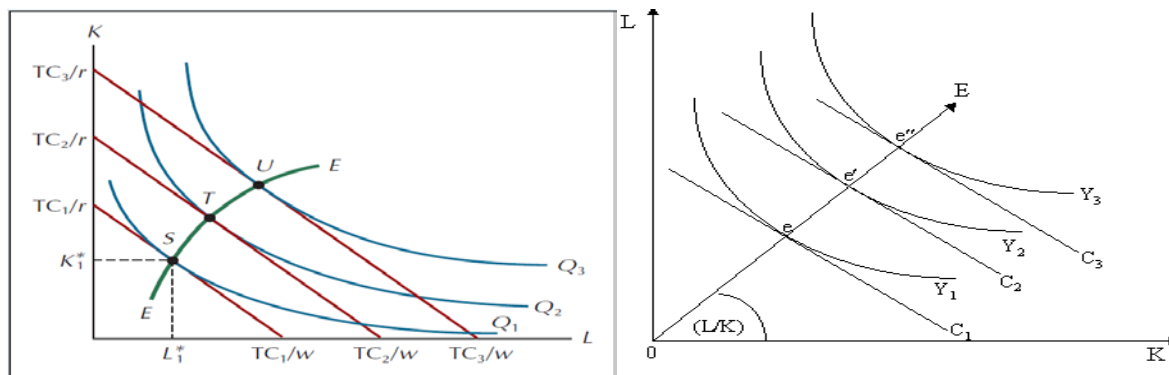 K
TC₃/r
TC₂/r
TC₁/r
K₁*
E
U
T
S
E
Q₃
Q₂
Q₁
L
L₁*
TC₁/w
TC₂/w
TC₃/w
L
E
e″
e′
e
Y₃
Y₂
Y₁
C₃
C₂
C₁
(L/K)
0
K